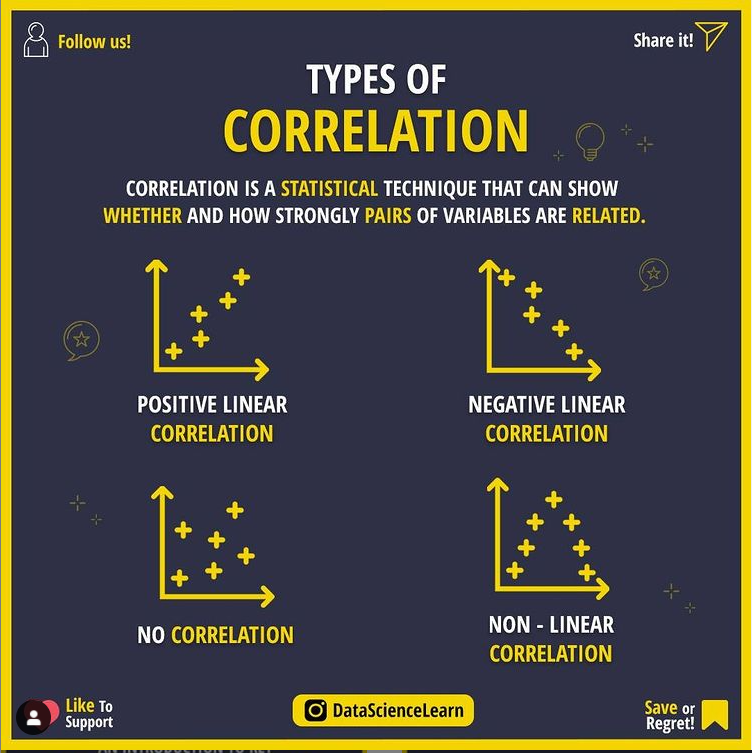 Follow us!
Share it!
TYPES OF
CORRELATION
CORRELATION IS A STATISTICAL TECHNIQUE THAT CAN SHOW
WHETHER AND HOW STRONGLY PAIRS OF VARIABLES ARE RELATED.
POSITIVE LINEAR
CORRELATION
NEGATIVE LINEAR
CORRELATION
NO CORRELATION
NON - LINEAR
CORRELATION
Like To
Support
DataScienceLearn
Save or
Regret!